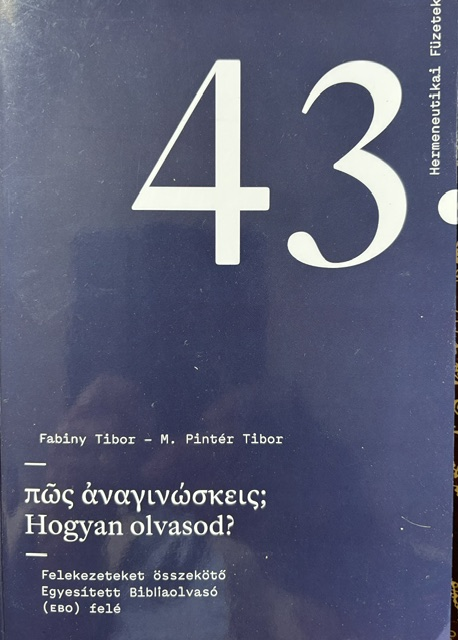 43.
Hermeneutikai Füzetek
Fabiny Tibor – M. Pintér Tibor
πῶς ἀναγινώσκεις;
Hogyan olvasod?
Felekezeteket összekötő
Egyesített Bibliaolvasó
(EBO) felé